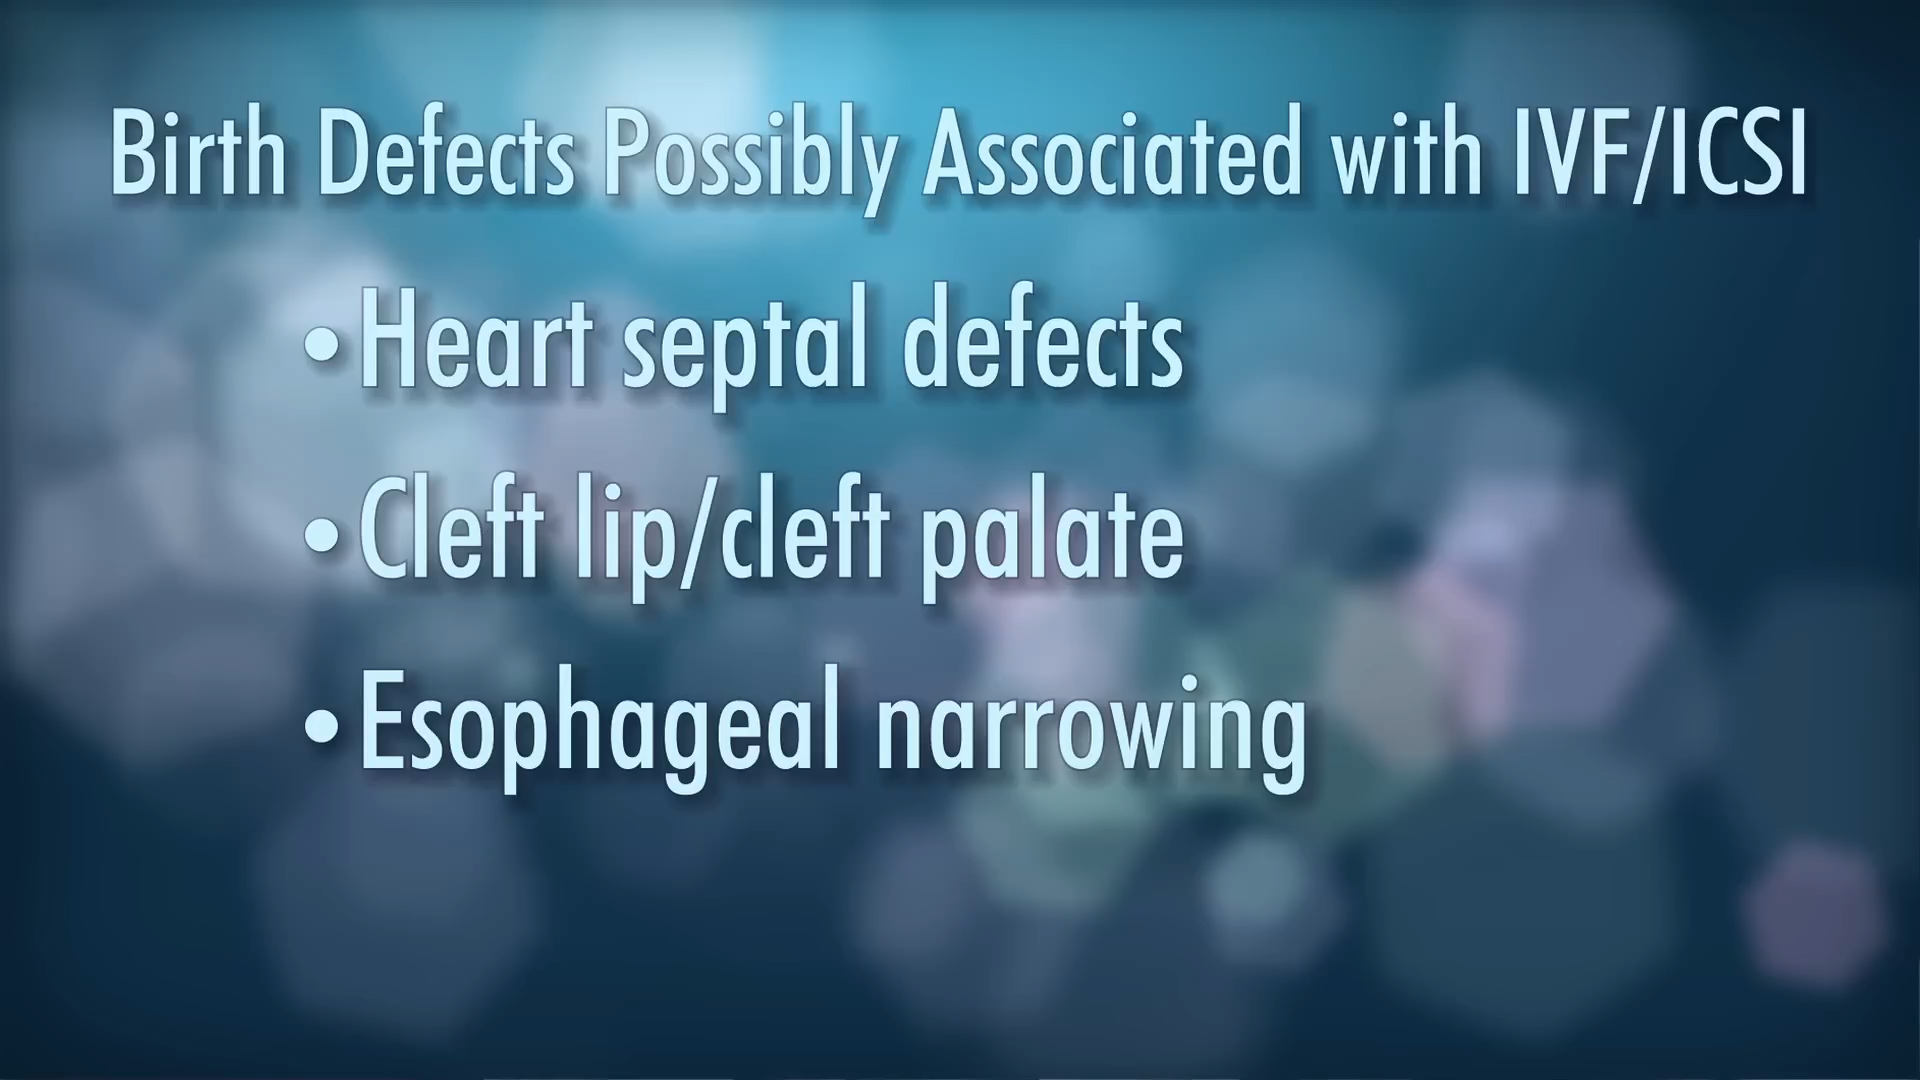 Birth Defects Possibly Associated with IVF/ICSI
•Heart septal defects
•Cleft lip/cleft palate
•Esophageal narrowing